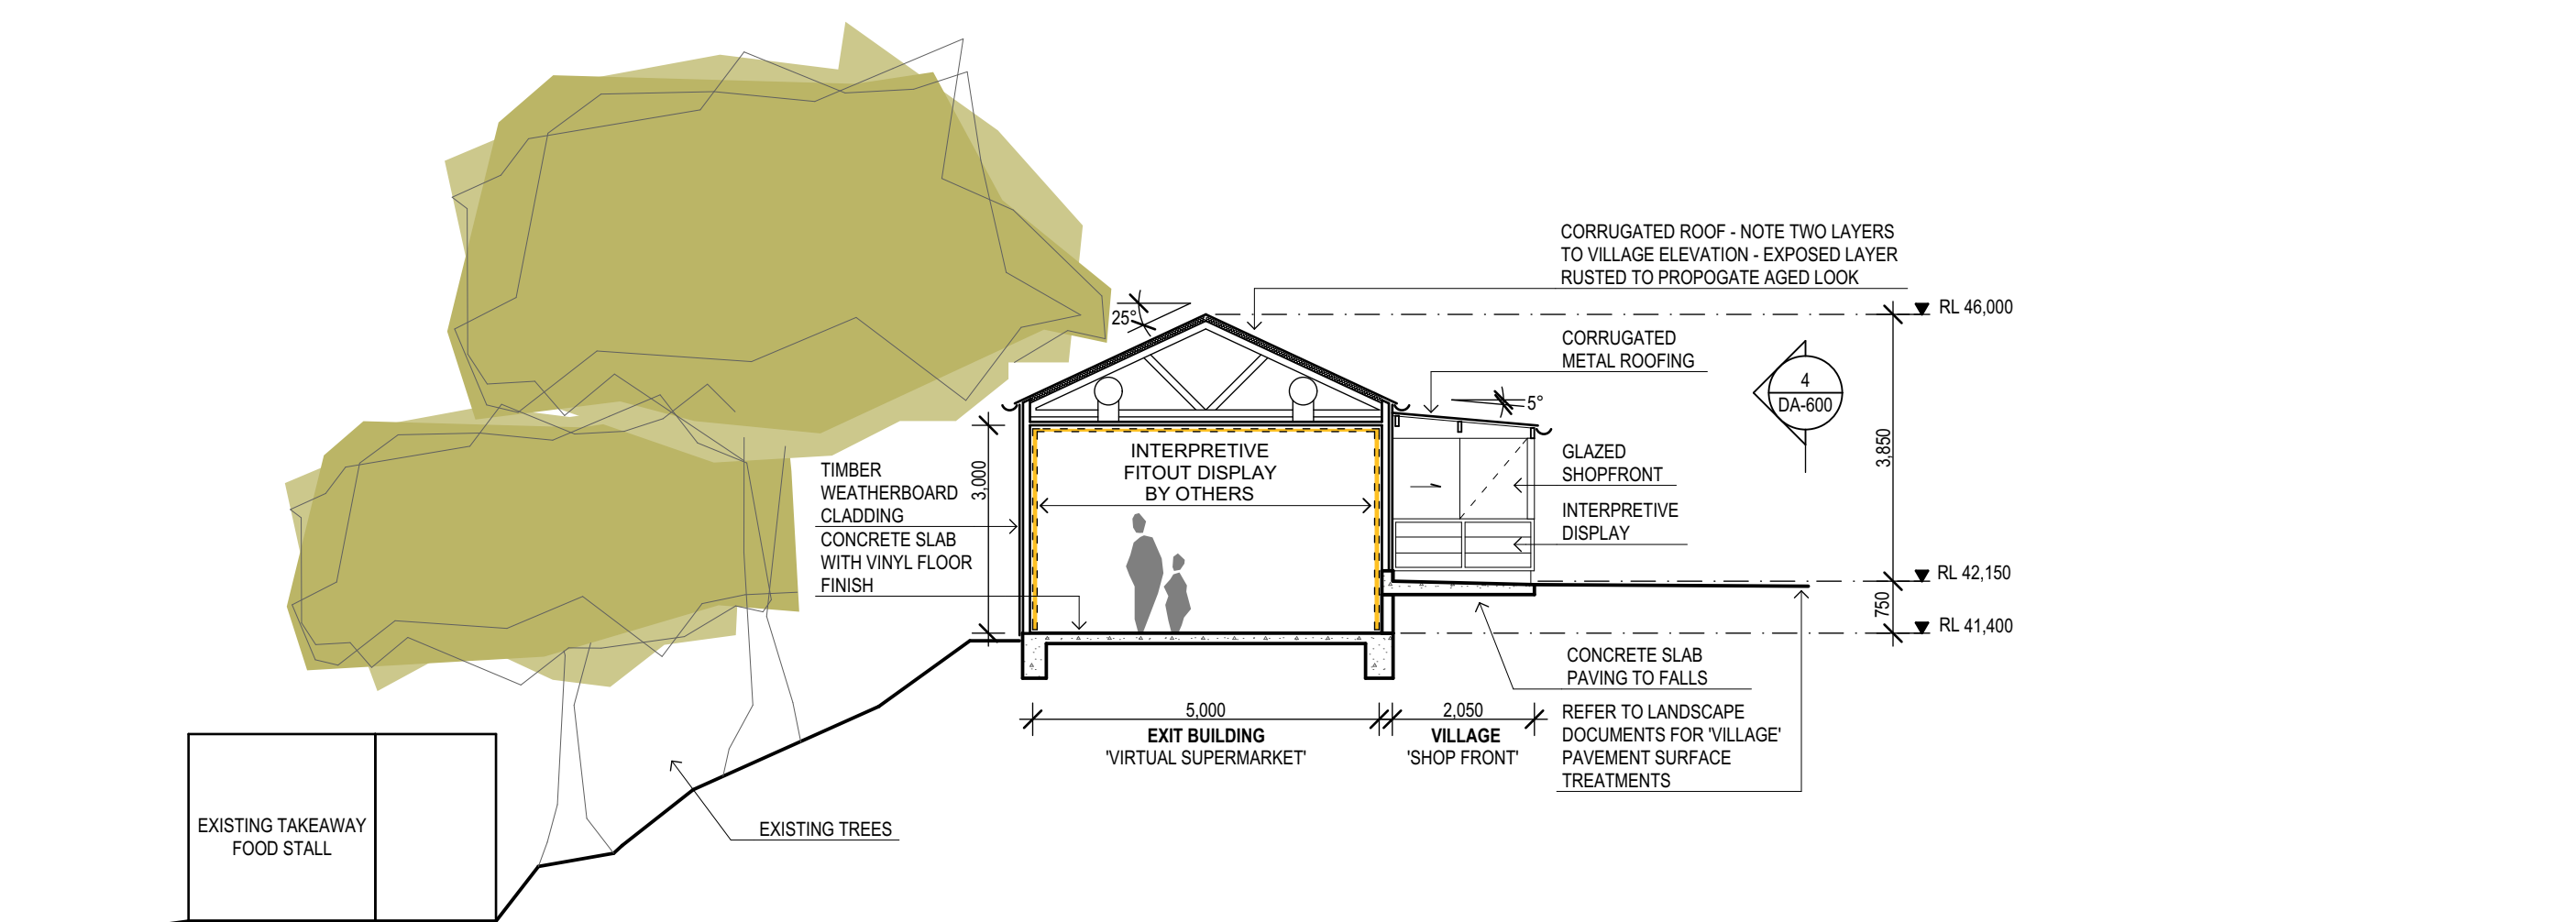 CORRUGATED ROOF - NOTE TWO LAYERS
TO VILLAGE ELEVATION - EXPOSED LAYER
RUSTED TO PROPOGATE AGED LOOK
RL 46,000
25°
CORRUGATED
METAL ROOFING
5°
4
DA-600
3,850
GLAZED
SHOPFRONT
INTERPRETIVE
DISPLAY
INTERPRETIVE
FITOUT DISPLAY
BY OTHERS
3,000
TIMBER
WEATHERBOARD
CLADDING
CONCRETE SLAB
WITH VINYL FLOOR
FINISH
RL 42,150
750
RL 41,400
CONCRETE SLAB
PAVING TO FALLS
REFER TO LANDSCAPE
DOCUMENTS FOR 'VILLAGE'
PAVEMENT SURFACE
TREATMENTS
5,000
EXIT BUILDING
'VIRTUAL SUPERMARKET'
2,050
VILLAGE
'SHOP FRONT'
EXISTING TREES
EXISTING TAKEAWAY
FOOD STALL